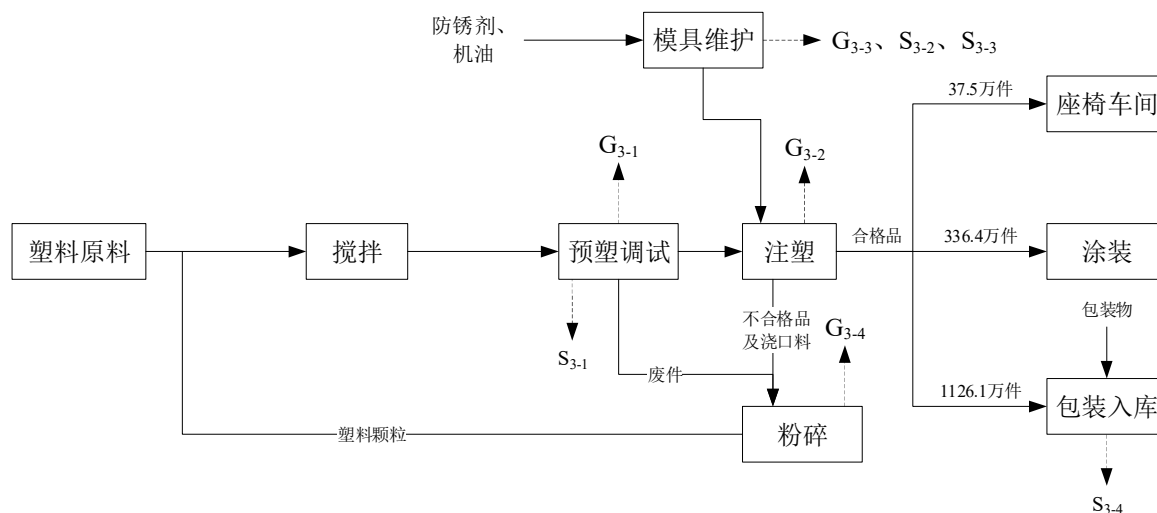 防锈剂、
机油
模具维护
G3-3、S3-2、S3-3
37.5万件
座椅车间
G3-1
G3-2
塑料原料
搅拌
预塑调试
注塑
合格品
336.4万件
涂装
不合格品
及浇口料
G3-4
包装物
S3-1
废件
1126.1万件
包装入库
塑料颗粒
粉碎
S3-4